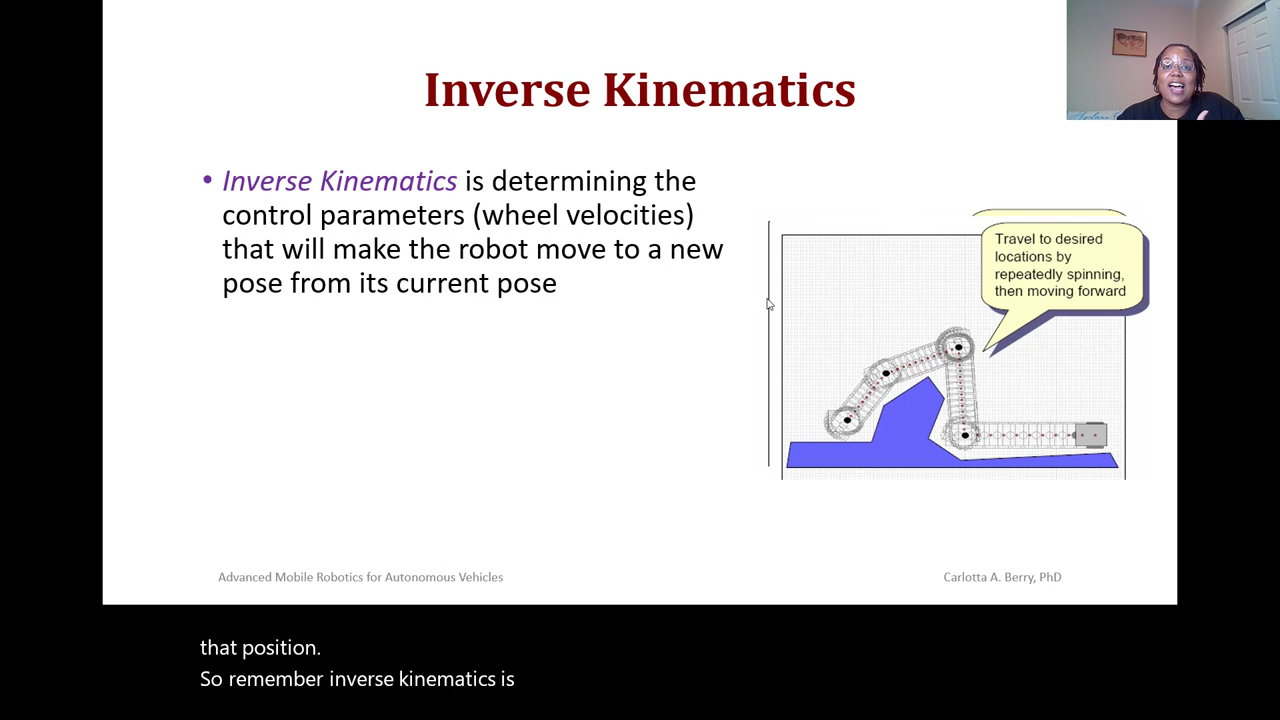 Inverse Kinematics
• Inverse Kinematics is determining the
control parameters (wheel velocities)
that will make the robot move to a new
pose from its current pose
Travel to desired
locations by
repeatedly spinning,
then moving forward
Advanced Mobile Robotics for Autonomous Vehicles
Carlotta A. Berry, PhD
that position.
So remember inverse kinematics is